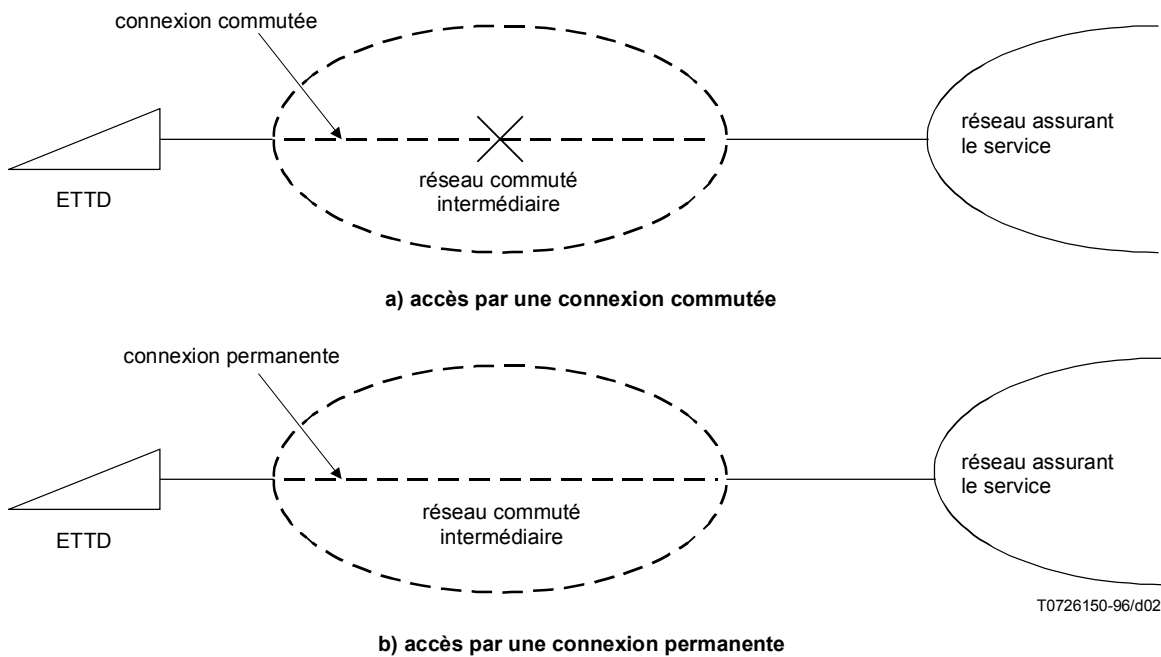 connexion commutée
réseau assurant
le service
réseau commuté
intermédiaire
ETTD
a) accès par une connexion commutée
connexion permanente
réseau assurant
le service
réseau commuté
intermédiaire
ETTD
T0726150-96/d02
b) accès par une connexion permanente